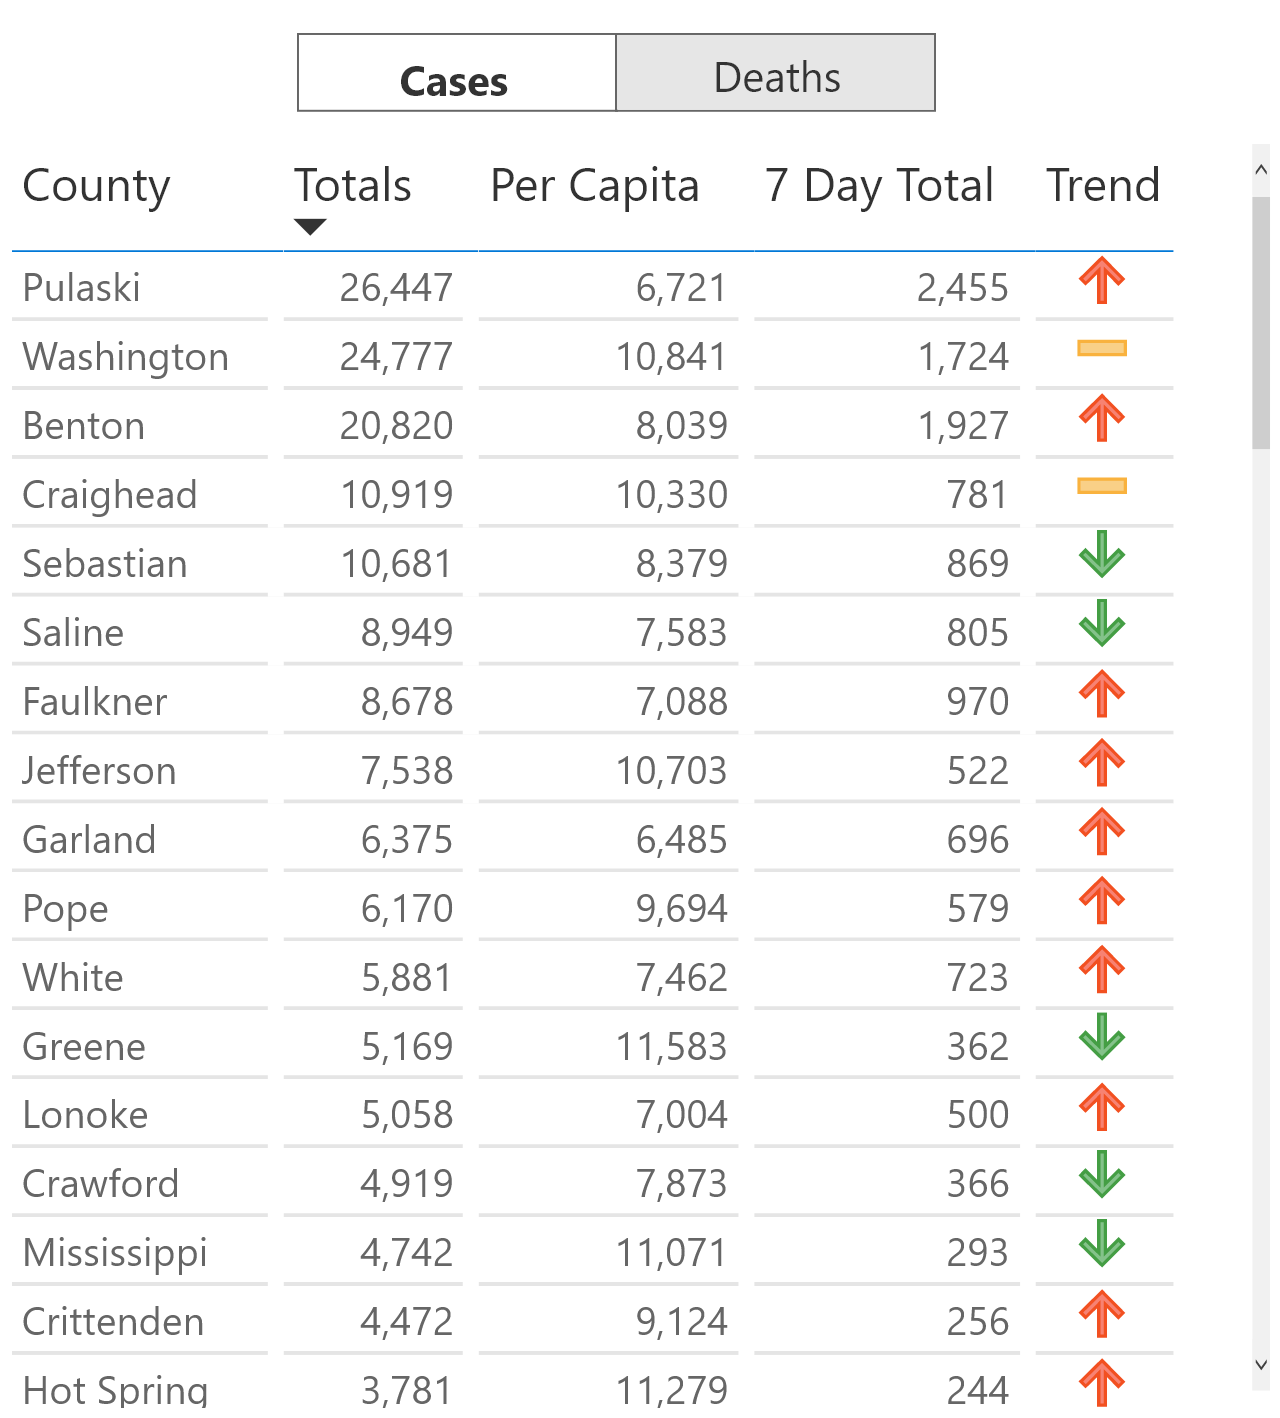 Cases Deaths
County Totals Per Capita 7 Day Total Trend
Pulaski 26,447 6,721 2,455
Washington 24,777 10,841 1,724
Benton 20,820 8,039 1,927
Craighead 10,919 10,330 781
Sebastian 10,681 8,379 869
Saline 8,949 7,583 805
Faulkner 8,678 7,088 970
Jefferson 7,538 10,703 522
Garland 6,375 6,485 696
Pope 6,170 9,694 579
White 5,881 7,462 723
Greene 5,169 11,583 362
Lonoke 5,058 7,004 500
Crawford 4,919 7,873 366
Mississippi 4,742 11,071 293
Crittenden 4,472 9,124 256
Hot Spring 3,781 11,279 244